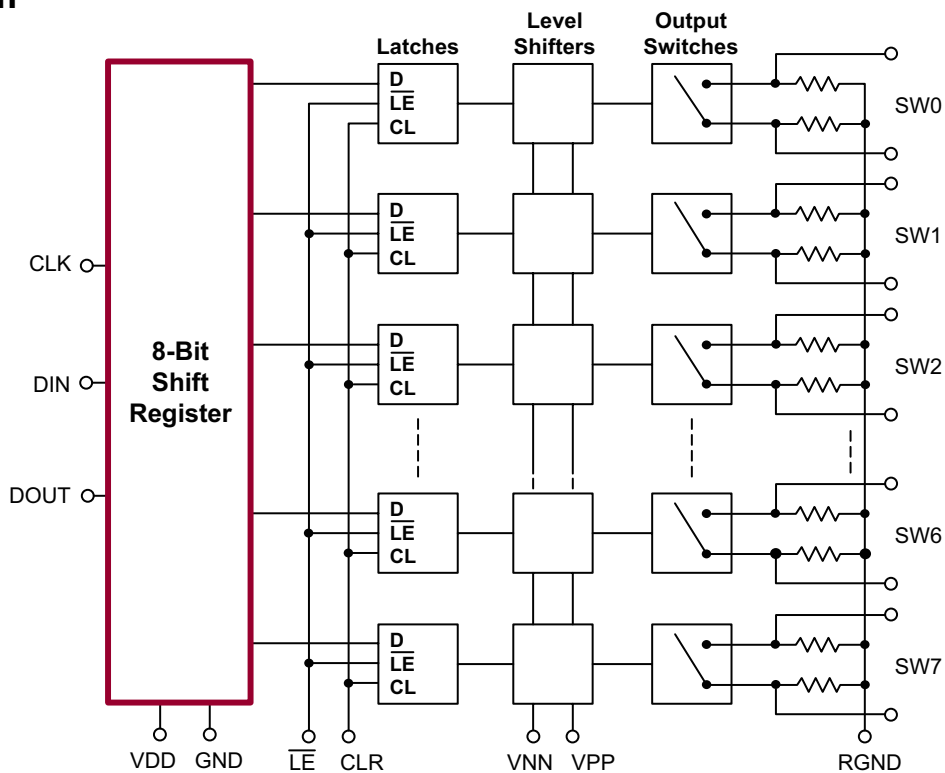 Latches
Level
Shifters
Output
Switches
D
LE
CL
SW0
D
LE
CL
SW1
CLK
8-Bit
Shift
Register
DIN
D
LE
CL
SW2
DOUT
D
LE
CL
SW6
D
LE
CL
SW7
VDD GND LE CLR VNN VPP RGND